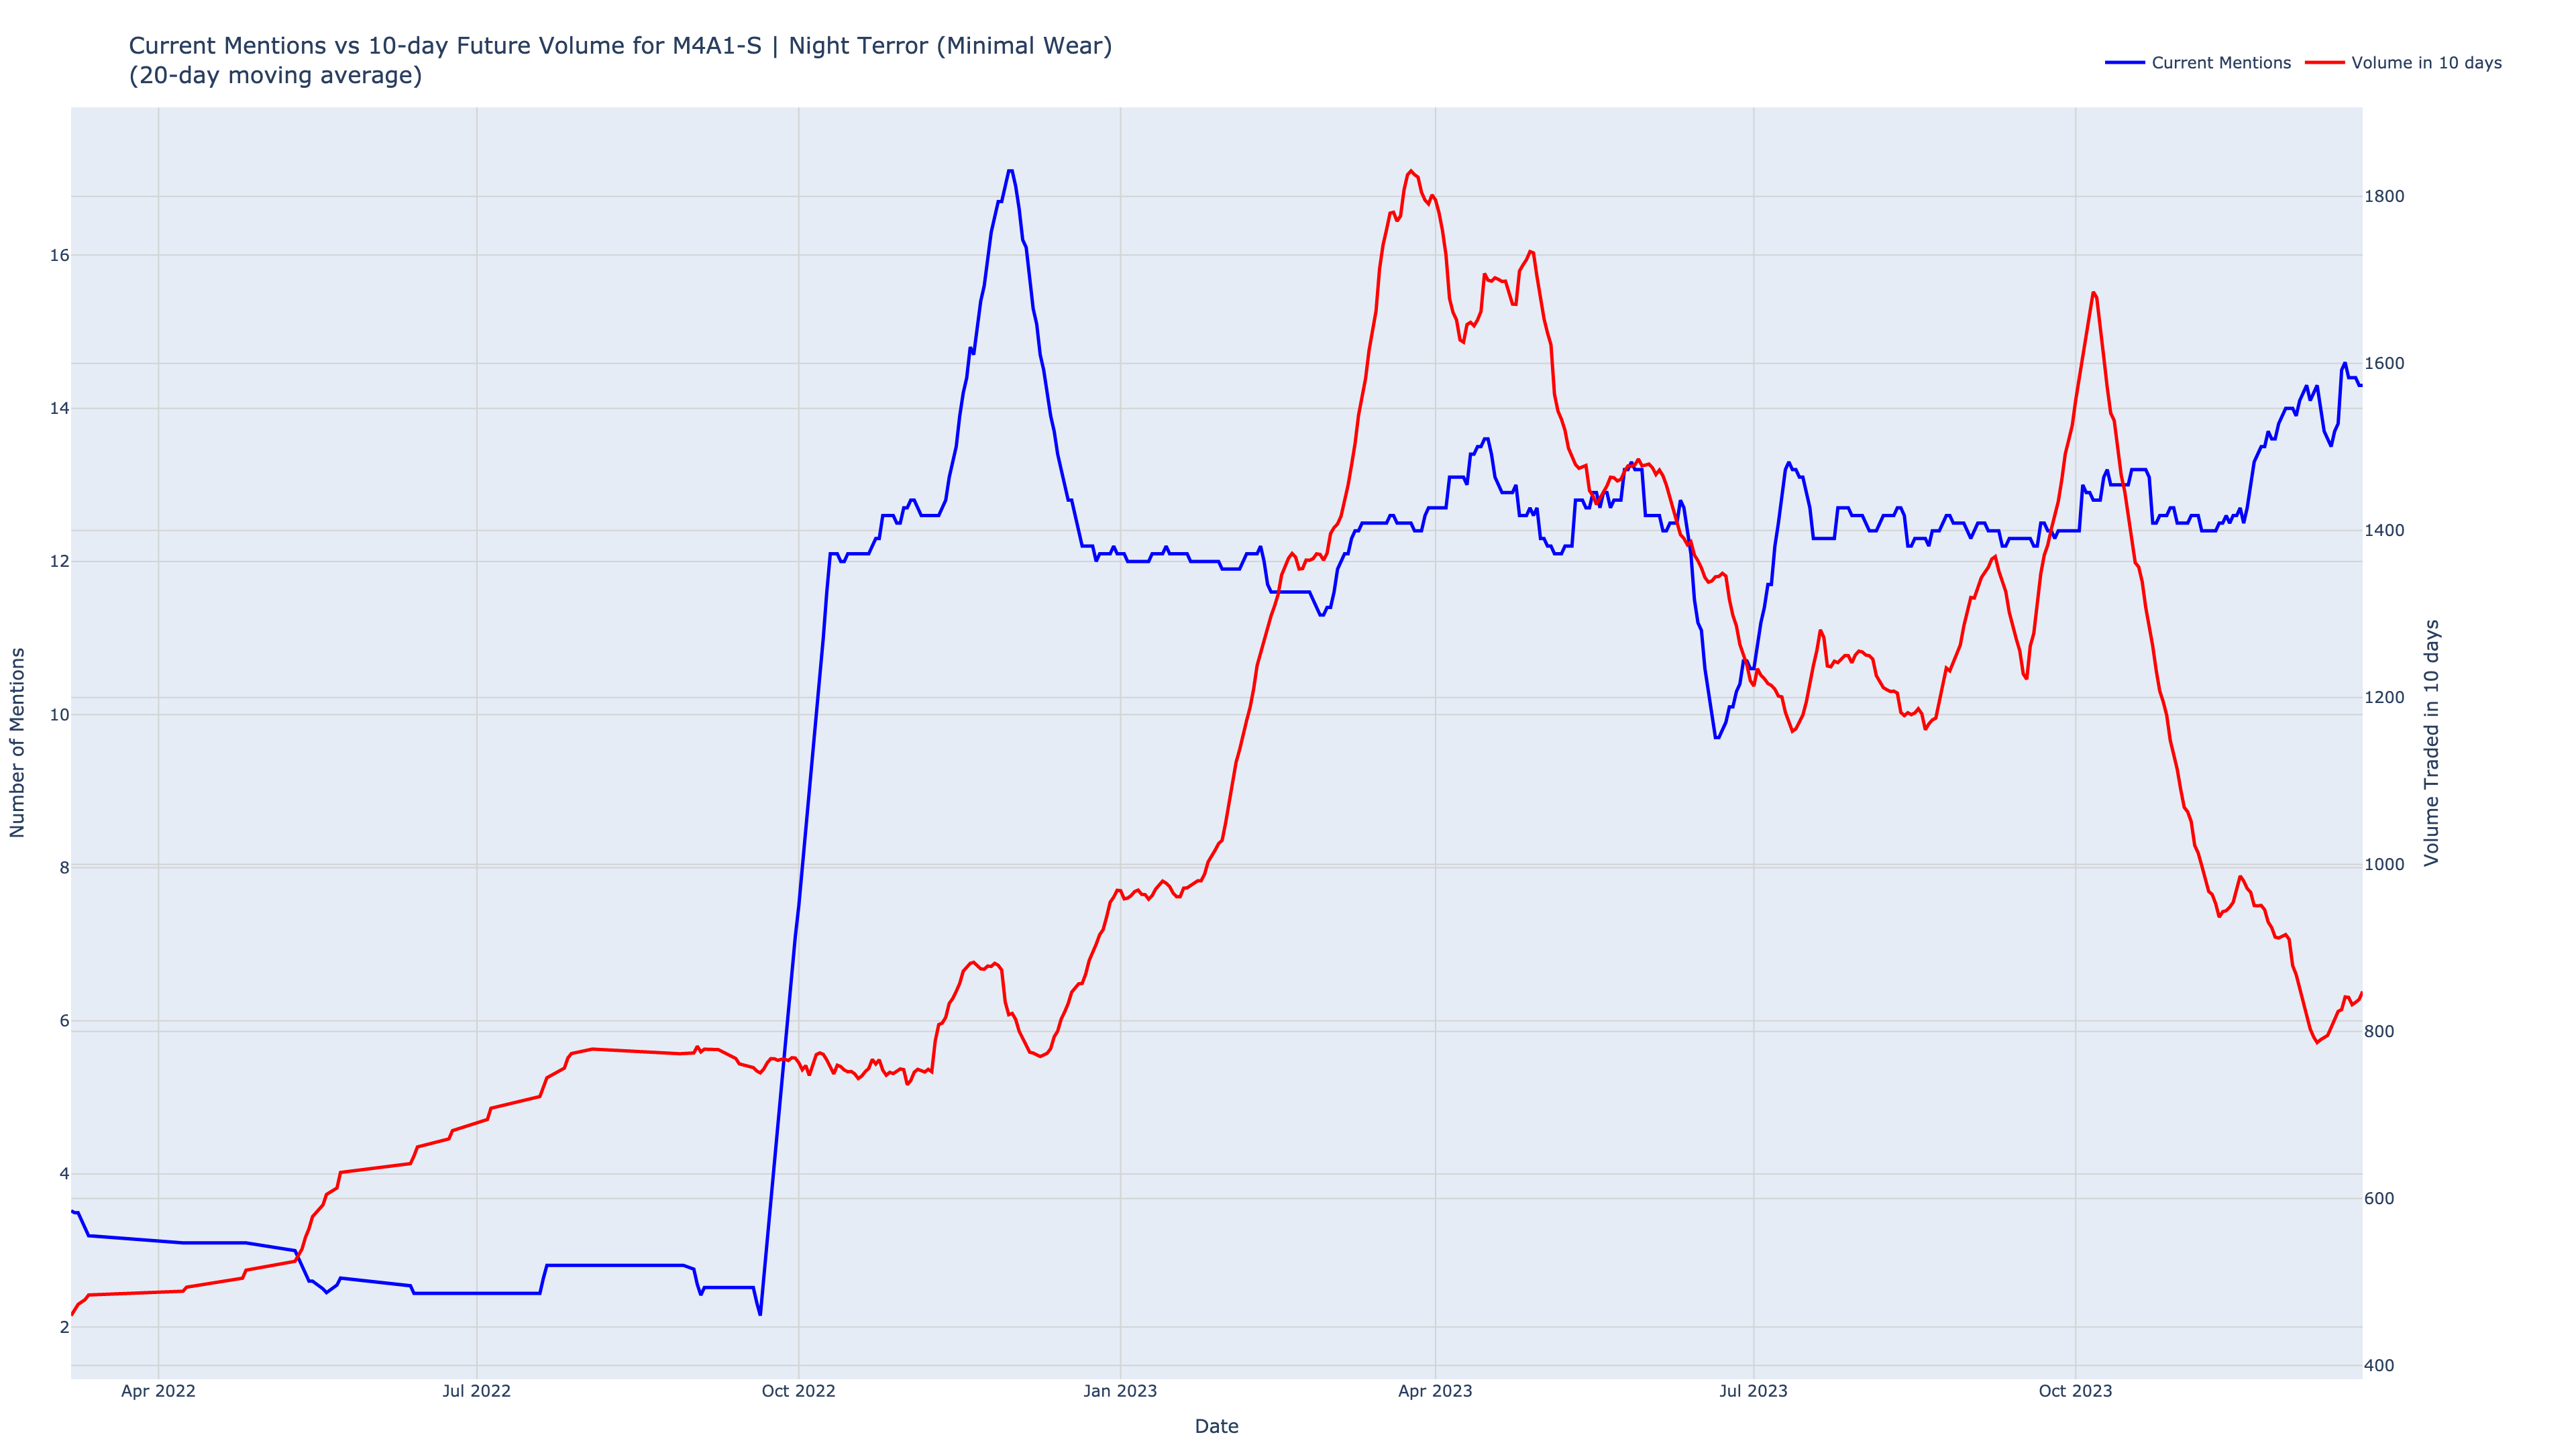 Current Mentions vs 10-day Future Volume for M4A1-S | Night Terror (Minimal Wear)
(20-day moving average)
Current Mentions
Volume in 10 days
16
14
12
10
8
6
4
2
Number of Mentions
1800
1600
1400
1200
1000
800
600
400
Volume Traded in 10 days
Apr 2022
Jul 2022
Oct 2022
Jan 2023
Apr 2023
Jul 2023
Oct 2023
Date